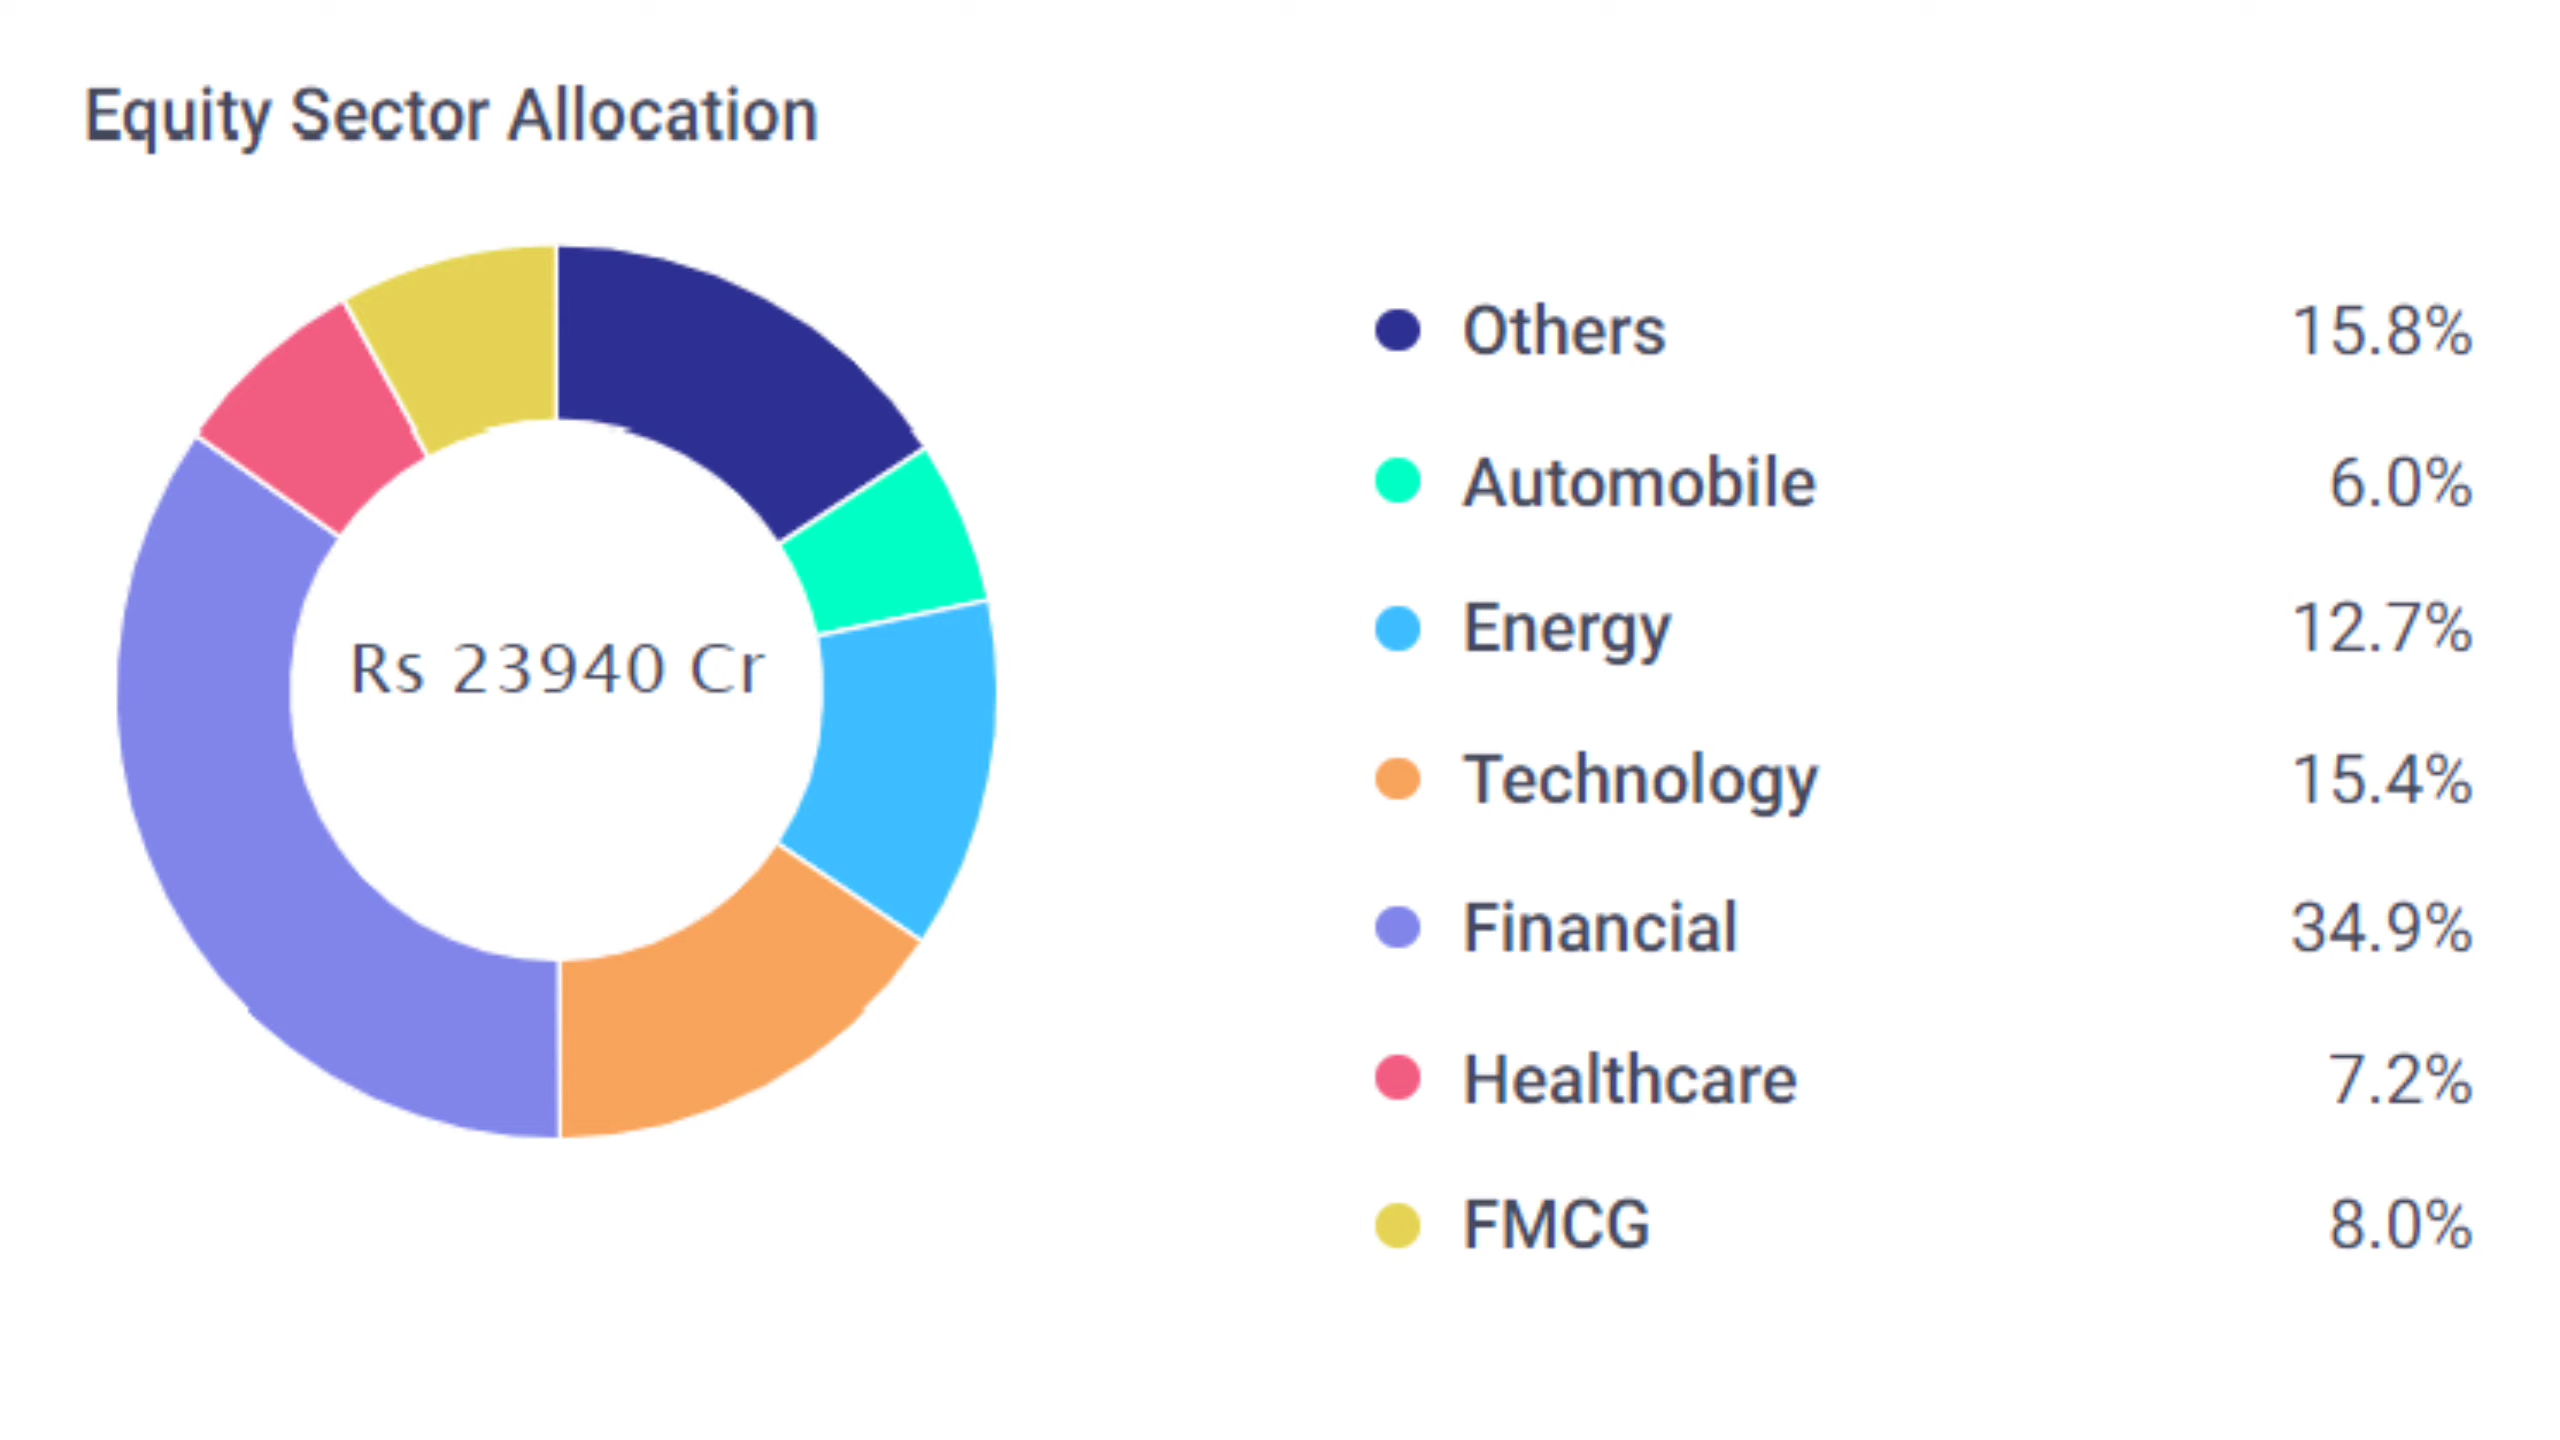 Equity Sector Allocation
Rs 23940 Cr
Others 15.8%
Automobile 6.0%
Energy 12.7%
Technology 15.4%
Financial 34.9%
Healthcare 7.2%
FMCG 8.0%